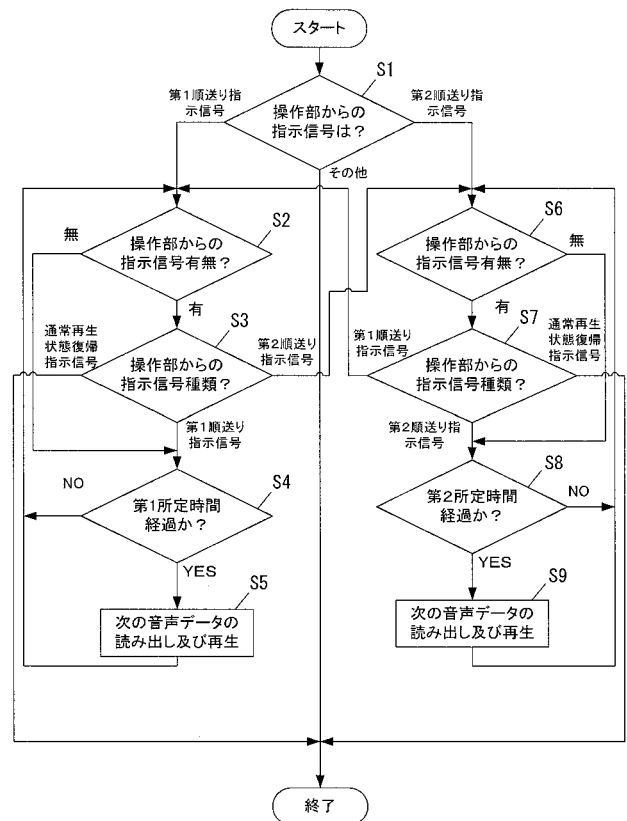 スタート
S1
第1順送り指
示信号
操作部からの
指示信号は?
第2順送り指
示信号
その他
S2
無
操作部からの
指示信号有無?
有
S6
操作部からの
指示信号有無?
無
有
S3
通常再生
状態復帰
指示信号
操作部からの
指示信号種類?
第2順送り
指示信号
第1順送り
指示信号
S7
第1順送り
指示信号
操作部からの
指示信号種類?
通常再生
状態復帰
指示信号
第2順送り指
示信号
S4
NO
第1所定時間
経過か?
YES
S8
第2所定時間
経過か?
NO
YES
S5
次の音声データの
読み出し及び再生
S9
次の音声データの
読み出し及び再生
終了